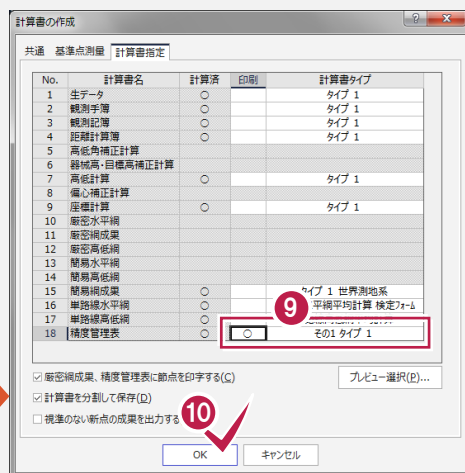 計算書の作成
共通 基準点測量 計算書指定
No. 計算書名 計算済 印刷 計算書タイプ
1 生データ ○ タイプ 1
2 観測手簿 ○ タイプ 1
3 観測記簿 ○ タイプ 1
4 距離計算簿 ○ タイプ 1
5 高低角補正計算
6 器械高・目標高補正計算
7 高低計算 ○ タイプ 1
8 偏心補正計算
9 座標計算 ○ タイプ 1
10 厳密水平網
11 厳密網成果
12 厳密高低網
13 簡易水平網
14 簡易高低網
15 簡易網成果 ○ タイプ 1 世界測地系
16 単路線水平網 ○ 平網平均計算 検定フォーム
17 単路線高低網 ○
18 精度管理表 ○ ○ その1 タイプ 1
9
厳密網成果、精度管理表に節点を印字する(C)
プレビュー選択(P)...
計算書を分割して保存(D)
視準のない新点の成果を出力する
10
OK キャンセル